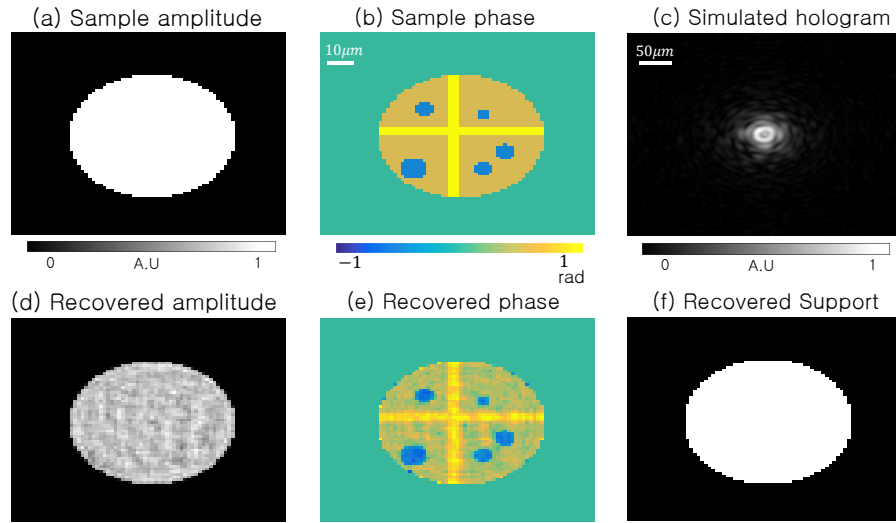 (a) Sample amplitude
(b) Sample phase
(c) Simulated hologram
10μm
50μm
0 A.U 1
−1 1
rad
0 A.U 1
(d) Recovered amplitude
(e) Recovered phase
(f) Recovered Support